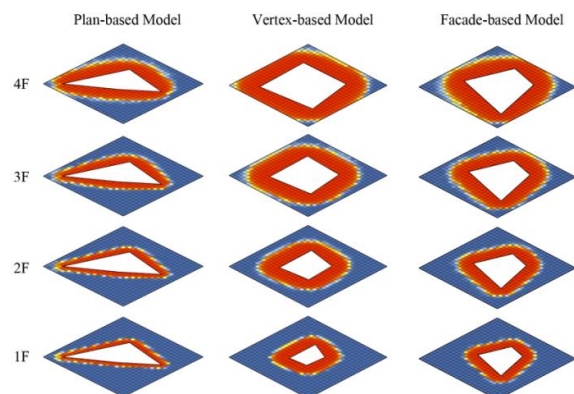 Plan-based Model Vertex-based Model Facade-based Model
4F
3F
2F
1F